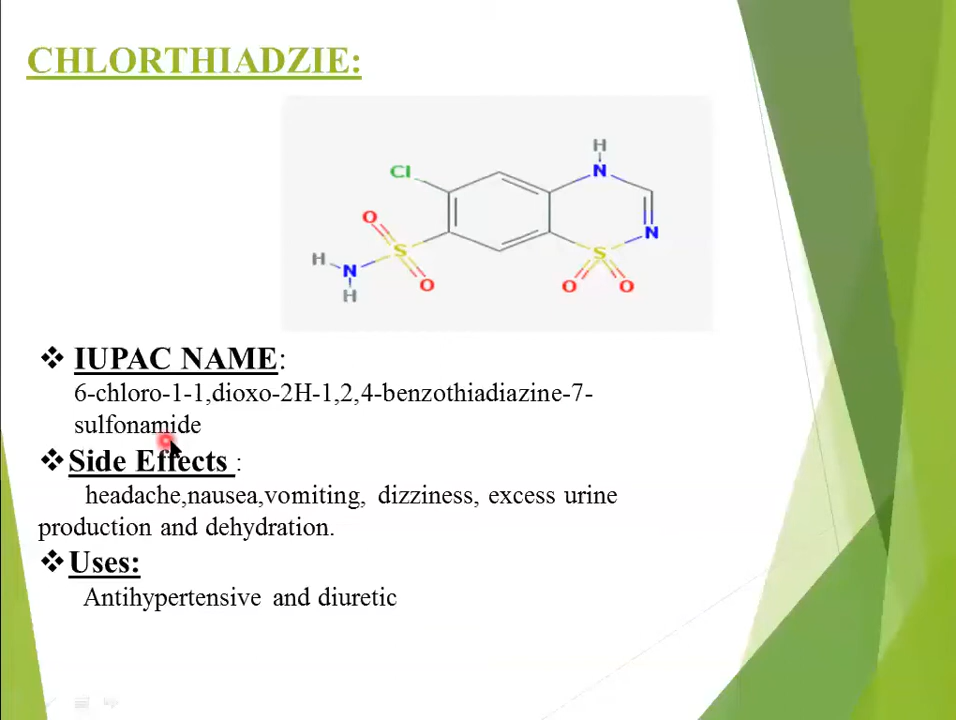 CHLORTHIADZIE:
H
Cl
N
O
N
H
S
S
N
O
O
O
H
❖ IUPAC NAME:
6-chloro-1-1,dioxo-2H-1,2,4-benzothiadiazine-7-
sulfonamide
❖Side Effects :
headache,nausea,vomiting, dizziness, excess urine
production and dehydration.
❖Uses:
Antihypertensive and diuretic